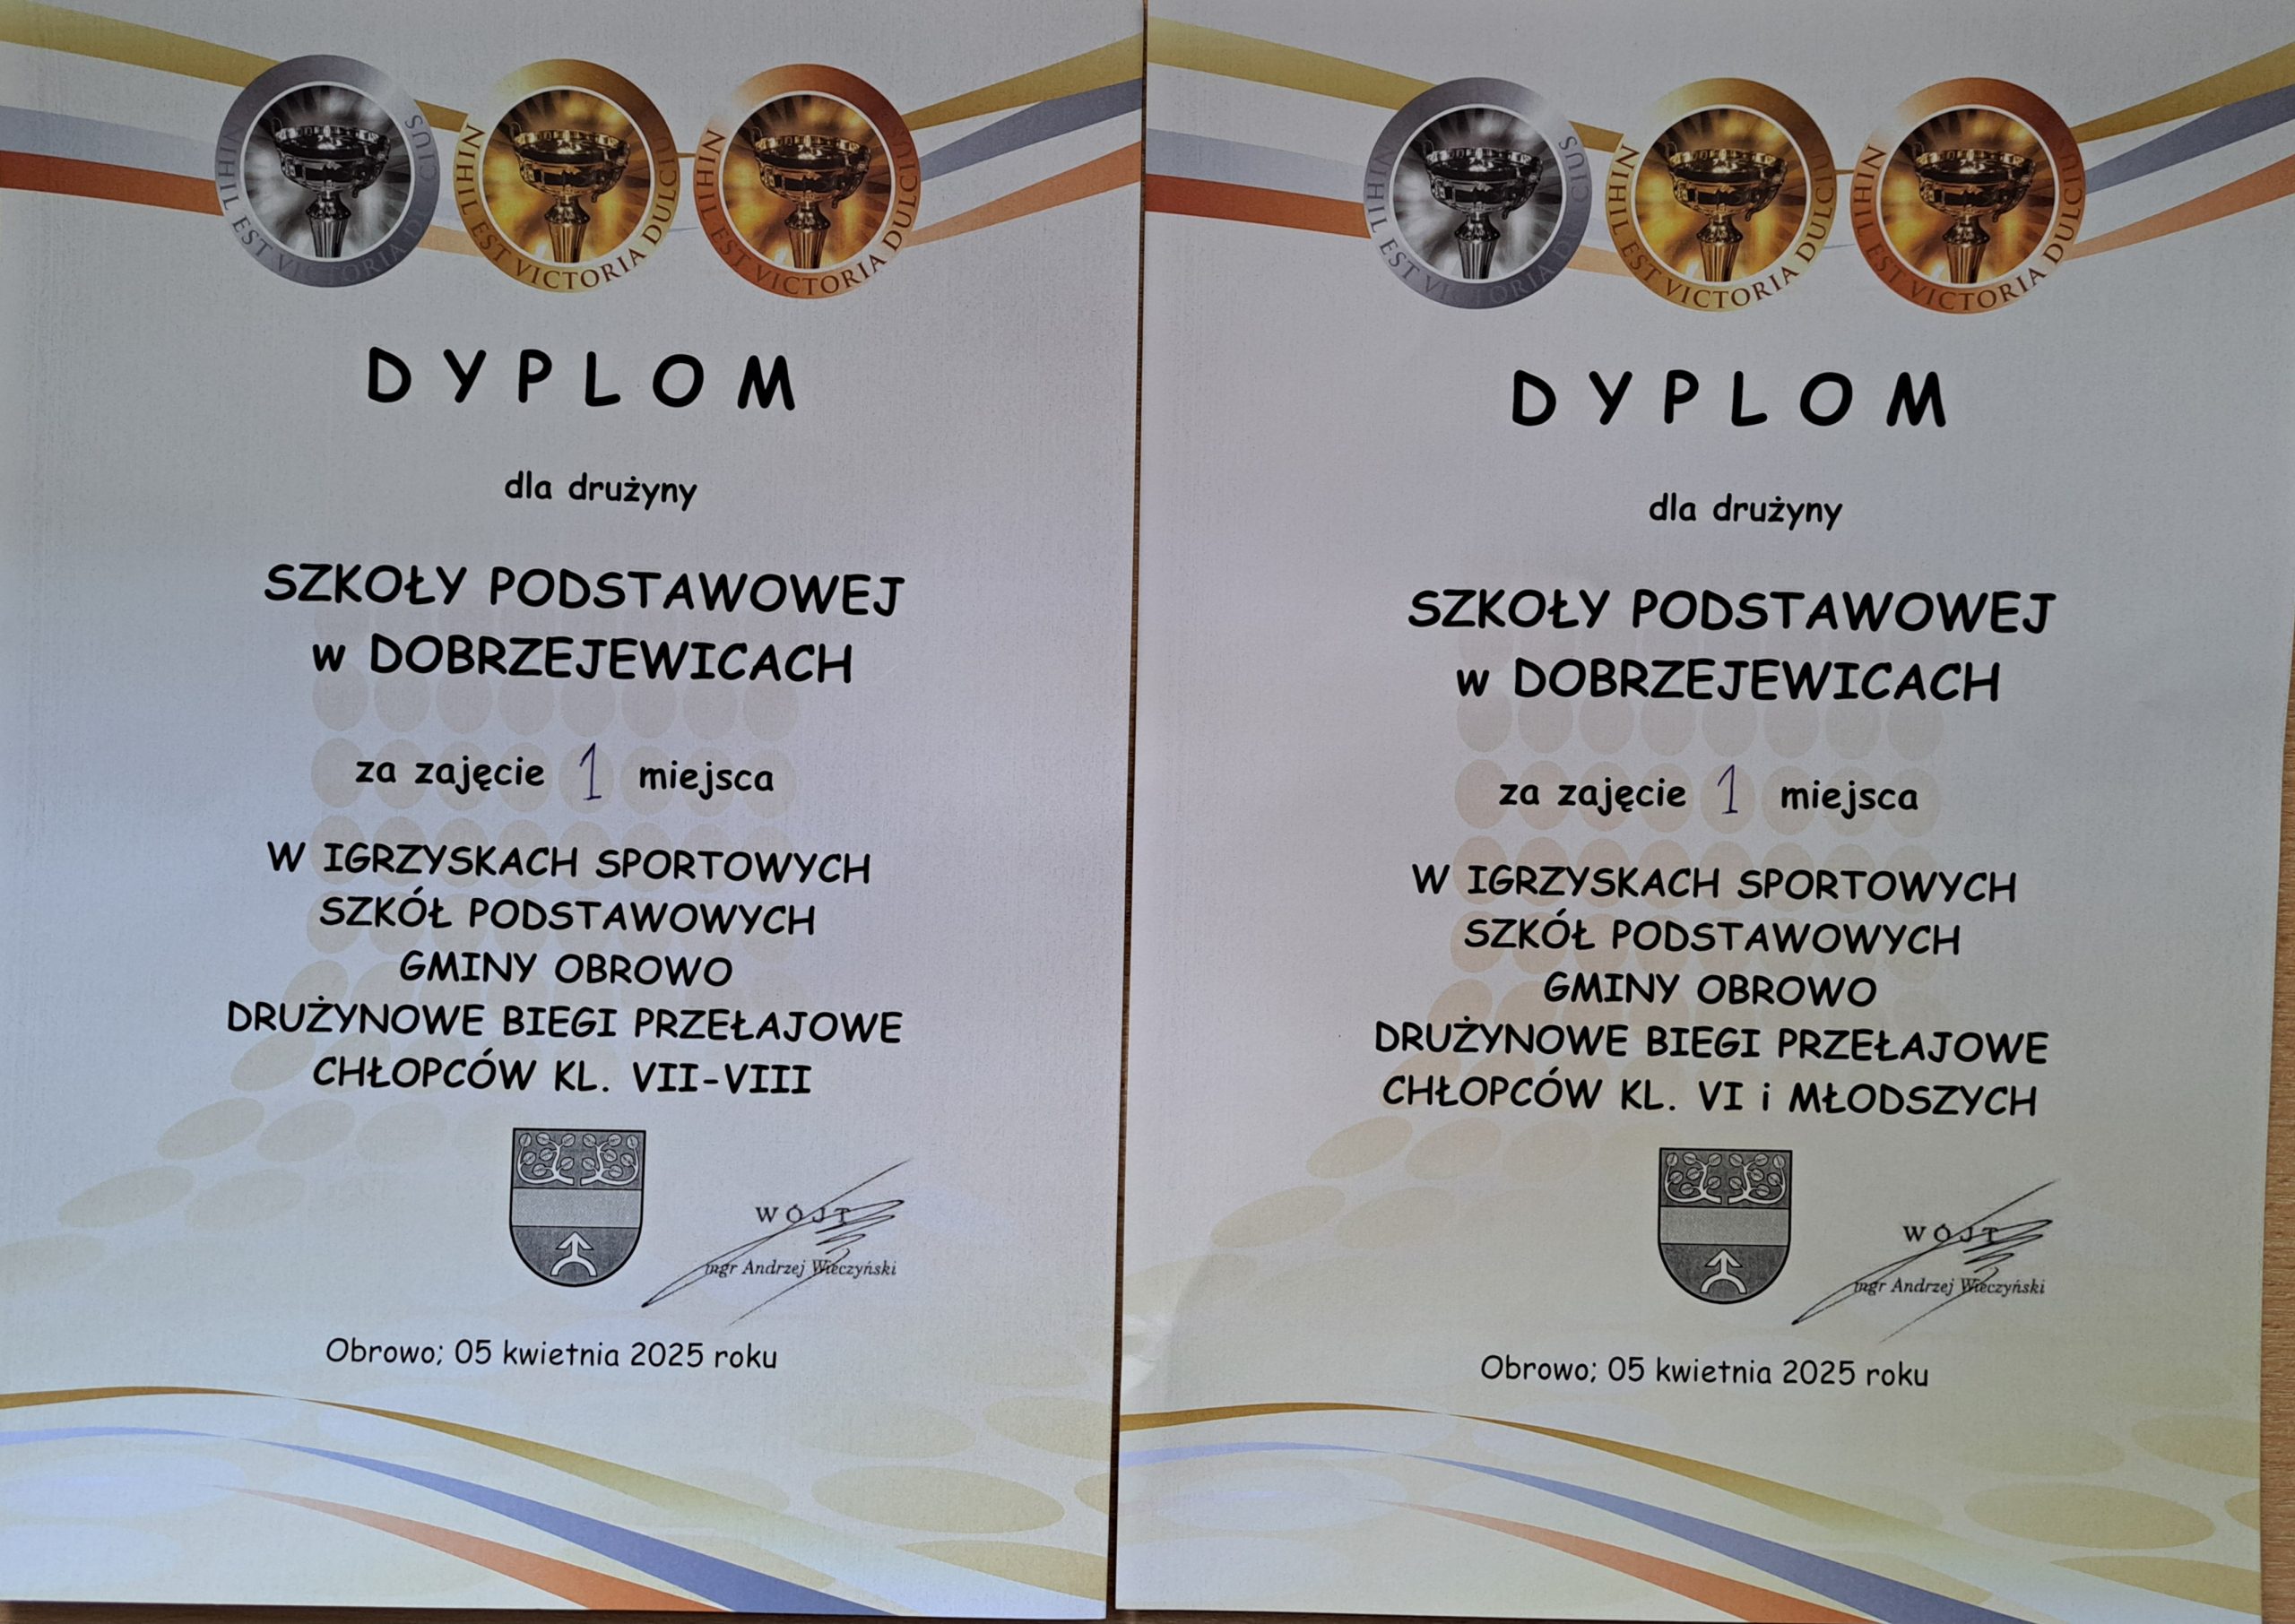 NIHIL EST VICTORIA DULCIUS
NIHIL EST VICTORIA DULCIUS
NIHIL EST VICTORIA DULCIUS
DYPLOM
dla drużyny
SZKOŁY PODSTAWOWEJ
w DOBRZEJEWICACH
za zajęcie 1 miejsca
W IGRZYSKACH SPORTOWYCH
SZKÓŁ PODSTAWOWYCH
GMINY OBROWO
DRUŻYNOWE BIEGI PRZEŁAJOWE
CHŁOPCÓW KL. VII-VIII
WÓJT
mgr Andrzej Wieczyński
Obrowo; 05 kwietnia 2025 roku
NIHIL EST VICTORIA DULCIUS
NIHIL EST VICTORIA DULCIUS
NIHIL EST VICTORIA DULCIUS
DYPLOM
dla drużyny
SZKOŁY PODSTAWOWEJ
w DOBRZEJEWICACH
za zajęcie 1 miejsca
W IGRZYSKACH SPORTOWYCH
SZKÓŁ PODSTAWOWYCH
GMINY OBROWO
DRUŻYNOWE BIEGI PRZEŁAJOWE
CHŁOPCÓW KL. VI i MŁODSZYCH
WÓJT
mgr Andrzej Wieczyński
Obrowo; 05 kwietnia 2025 roku